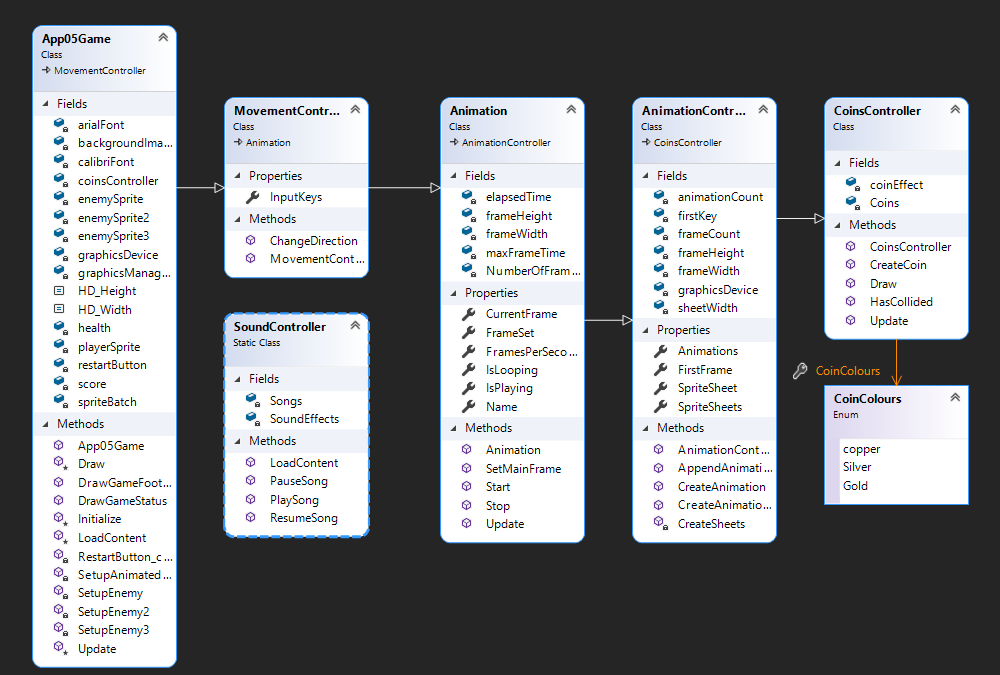 App05Game
Class
MovementController
Fields
arialFont
backgroundIma...
calibriFont
coinsController
enemySprite
enemySprite2
enemySprite3
graphicsDevice
graphicsManag...
HD_Height
HD_Width
health
playerSprite
restartButton
score
spriteBatch
Methods
App05Game
Draw
DrawGameFoot...
DrawGameStatus
Initialize
LoadContent
RestartButton_c...
SetupAnimated...
SetupEnemy
SetupEnemy2
SetupEnemy3
Update
MovementContr...
Class
Animation
Properties
InputKeys
Methods
ChangeDirection
MovementCont...
SoundController
Static Class
Fields
Songs
SoundEffects
Methods
LoadContent
PauseSong
PlaySong
ResumeSong
Animation
Class
AnimationController
Fields
elapsedTime
frameHeight
frameWidth
maxFrameTime
NumberOfFram...
Properties
CurrentFrame
FrameSet
FramesPerSeco...
IsLooping
IsPlaying
Name
Methods
Animation
SetMainFrame
Start
Stop
Update
AnimationContr...
Class
CoinsController
Fields
animationCount
firstKey
frameCount
frameHeight
frameWidth
graphicsDevice
sheetWidth
Properties
Animations
FirstFrame
SpriteSheet
SpriteSheets
Methods
AnimationCont...
AppendAnimati...
CreateAnimation
CreateAnimatio...
CreateSheets
CoinsController
Class
Fields
coinEffect
Coins
Methods
CoinsController
CreateCoin
Draw
HasCollided
Update
CoinColours
CoinColours
Enum
copper
Silver
Gold